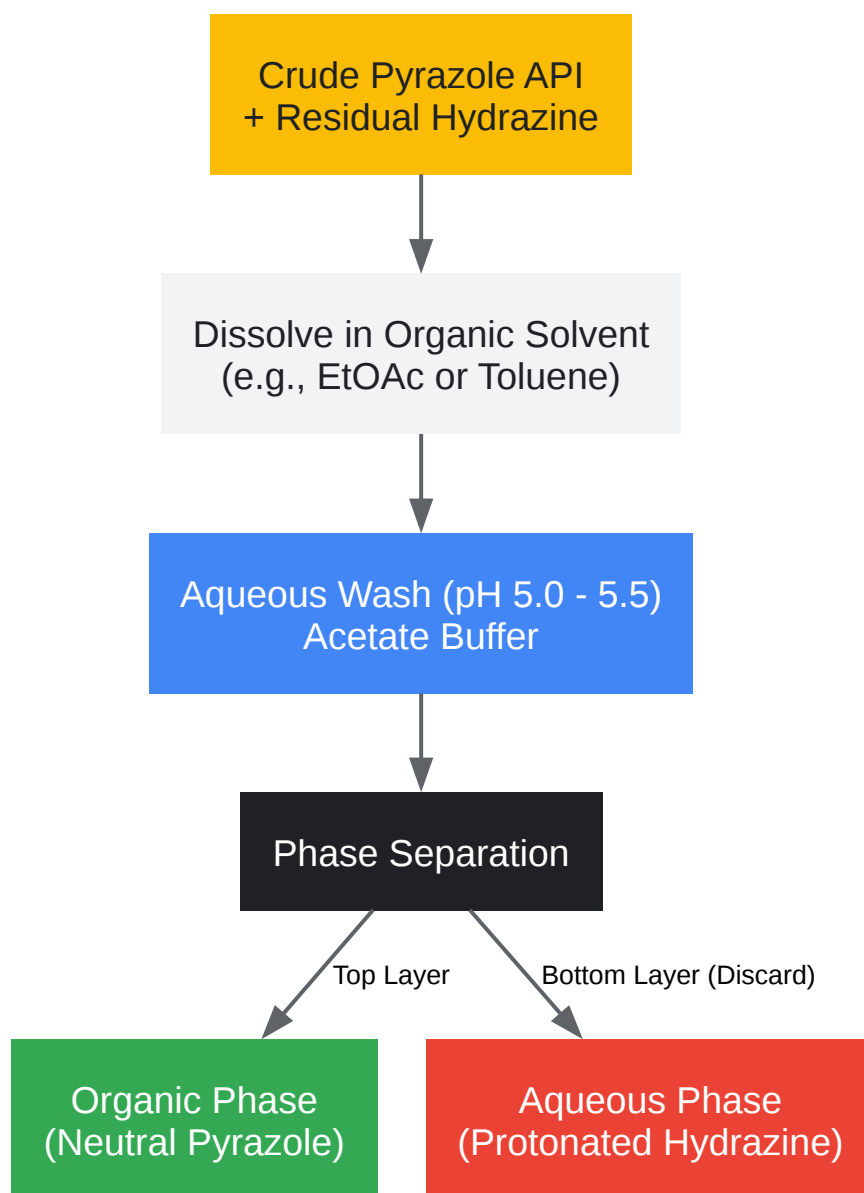 Crude Pyrazole API
+ Residual Hydrazine
Dissolve in Organic Solvent
(e.g., EtOAc or Toluene)
Aqueous Wash (pH 5.0 - 5.5)
Acetate Buffer
Phase Separation
Top Layer
Bottom Layer (Discard)
Organic Phase
(Neutral Pyrazole)
Aqueous Phase
(Protonated Hydrazine)